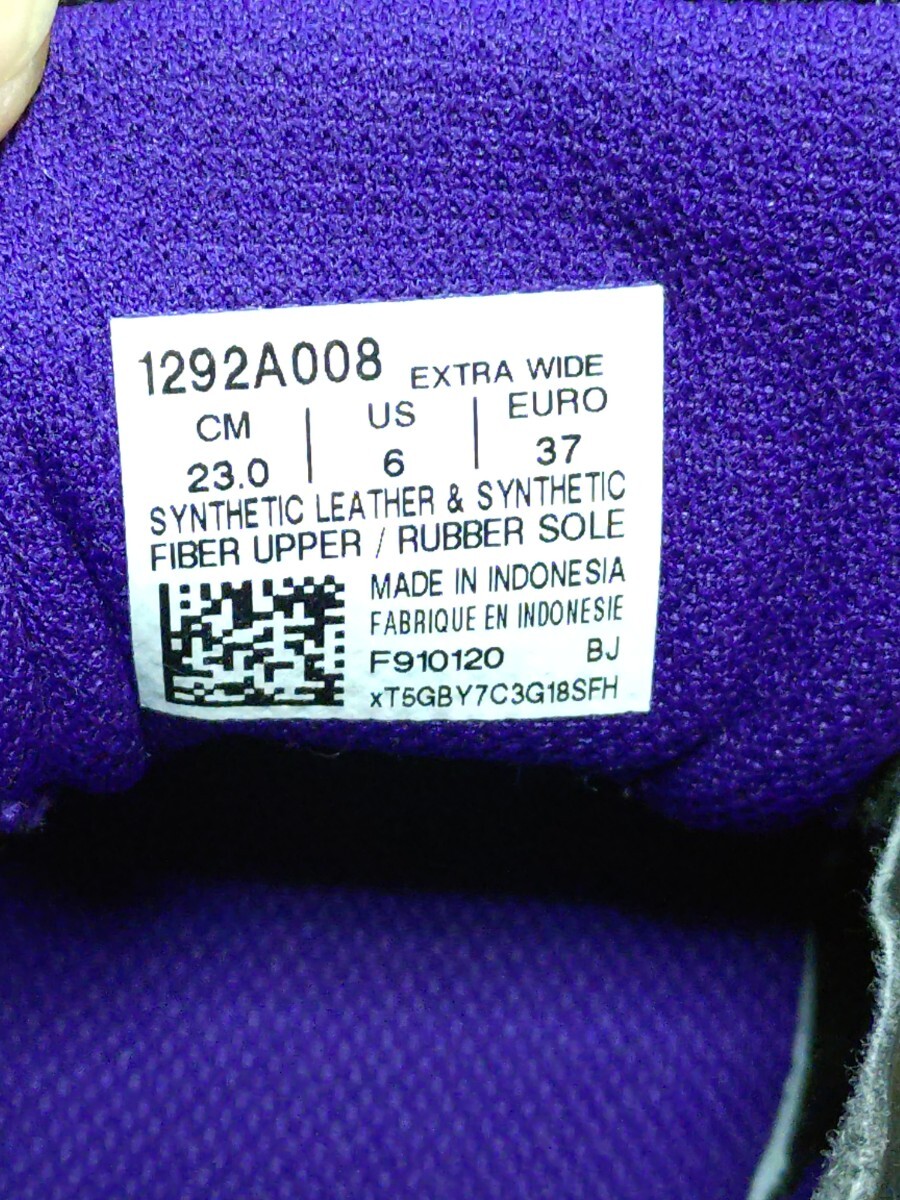 1292A008 EXTRA WIDE
CM | US | EURO
23.0 | 6 | 37
SYNTHETIC LEATHER & SYNTHETIC
FIBER UPPER / RUBBER SOLE
MADE IN INDONESIA
FABRIQUE EN INDONESIE
F910120 BJ
xT5GBY7C3G18SFH